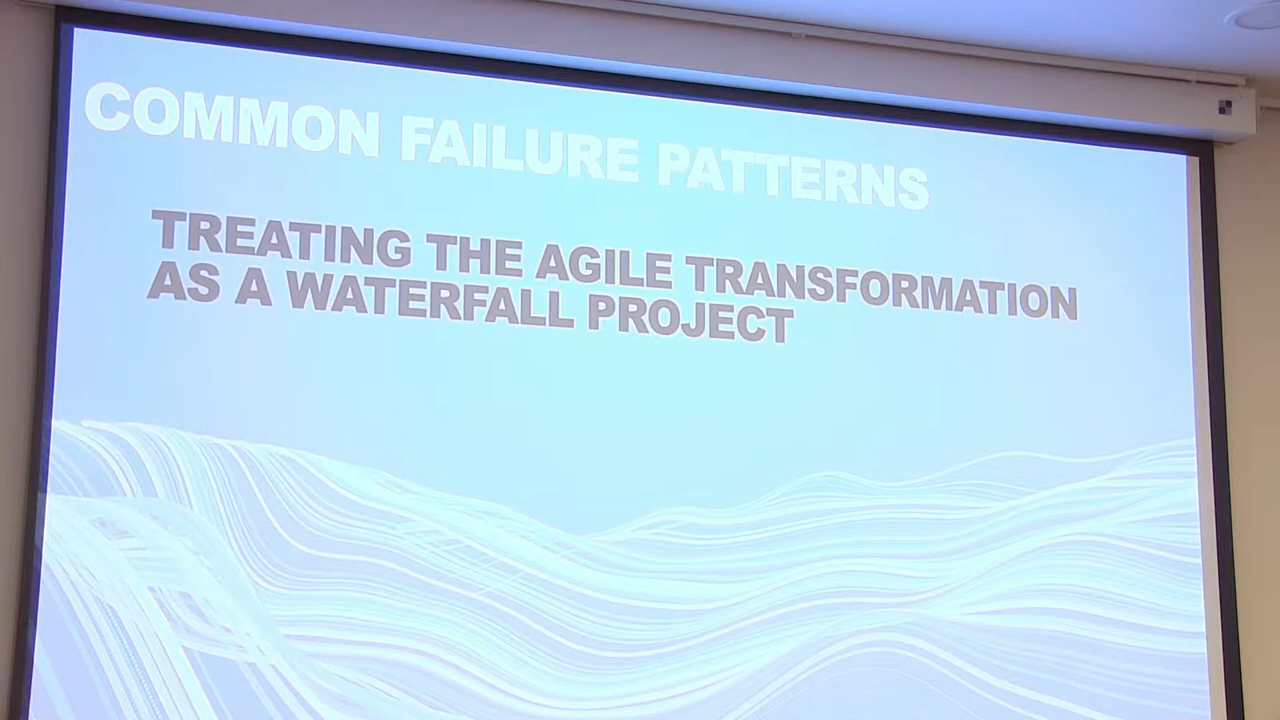 COMMON FAILURE PATTERNS
TREATING THE AGILE TRANSFORMATION
AS A WATERFALL PROJECT